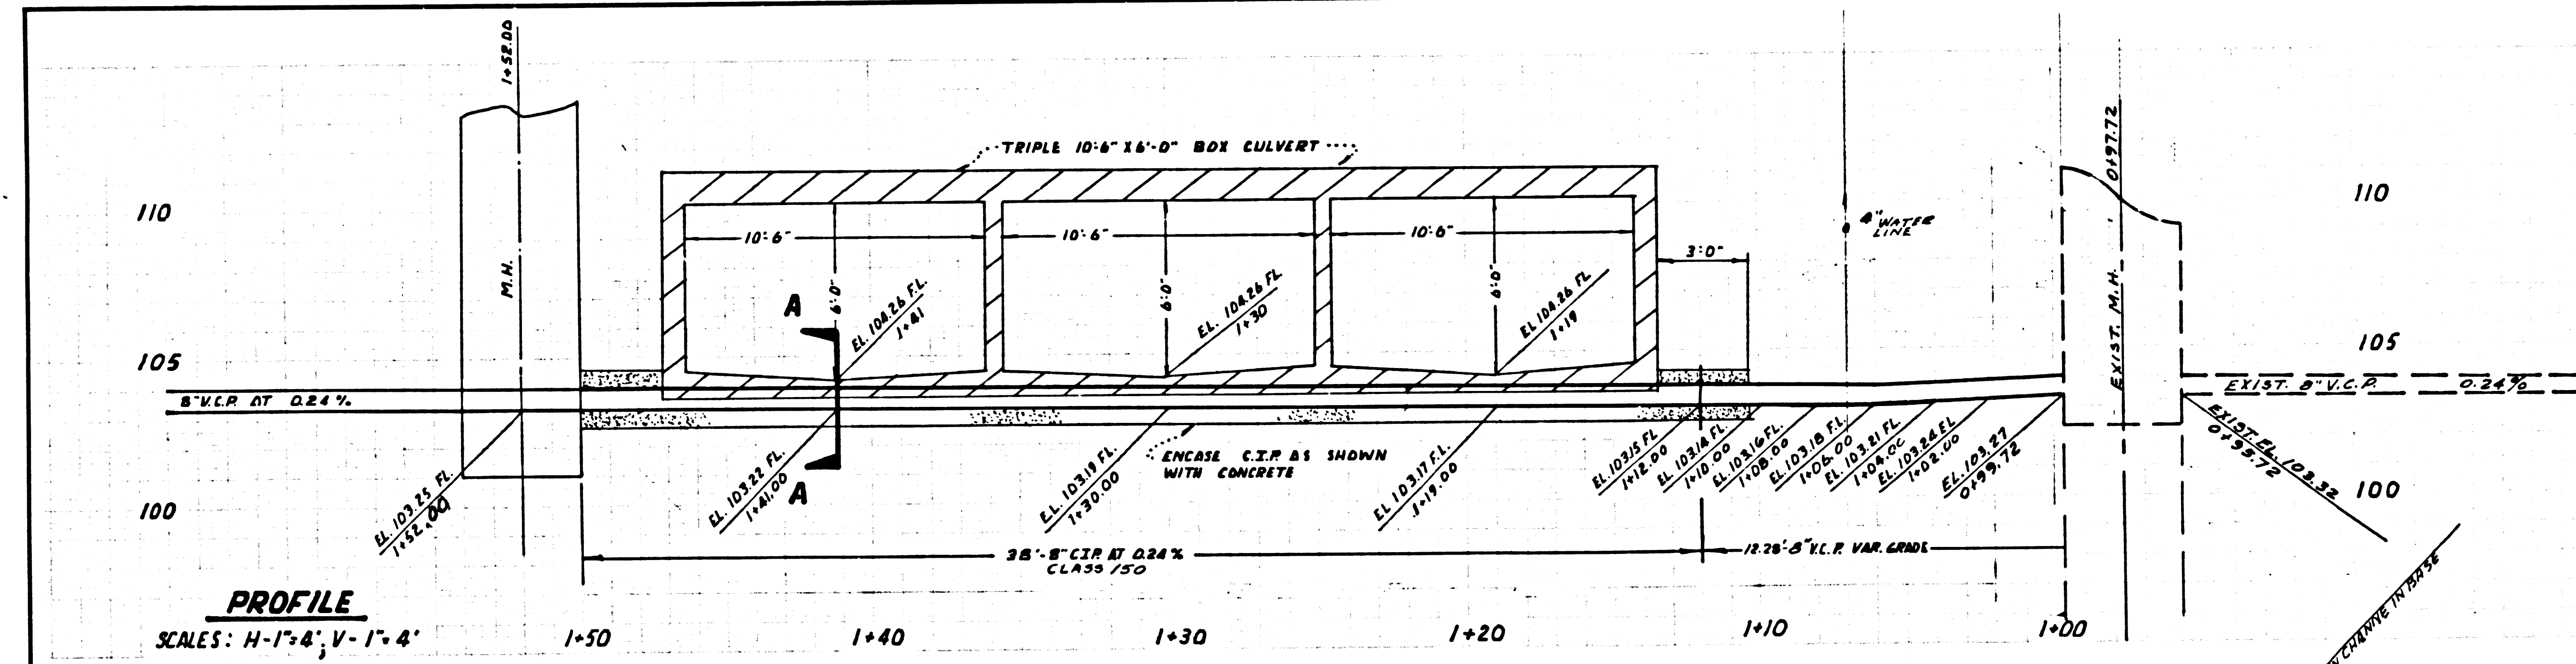 1+52.00
0+97.72
TRIPLE 10'-6" X 6'-0" BOX CULVERT
110
110
10'-6"
10'-6"
10'-6"
4" WATER
LINE
3'-0"
M.H.
6'-0"
6'-0"
6'-0"
EL. 104.26 F.L.
1+41
EL. 104.26 FL
1+30
EL 104.26 FL
1+19
EXIST. M.H.
A
105
105
8" V.C.P. AT 0.24 %
EXIST. 8" V.C.P. 0.24%
ENCASE C.I.P. AS SHOWN
WITH CONCRETE
A
EL. 103.25 FL.
1+52.00
EL. 103.22 FL.
1+41.00
EL. 103.19 F.L.
1+30.00
EL 103.17 F.L.
1+19.00
EL. 103.15 FL
1+12.00
EL 103.14 FL.
1+10.00
EL. 103.16 FL.
1+08.00
EL. 103.18 F.L.
1+06.00
EL. 103.21 FL.
1+04.00
EL. 103.24 EL
1+02.00
EL. 103.27
0+99.72
EXIST. EL. 103.32
0+95.72
100
100
38'-8" C.I.P. AT 0.24%
CLASS 150
12.28'-8" V.C.P. VAR. GRADE
PROFILE
SCALES: H-1"=4'; V-1"=4'
1+50
1+40
1+30
1+20
1+10
1+00
CHANNE IN BASE